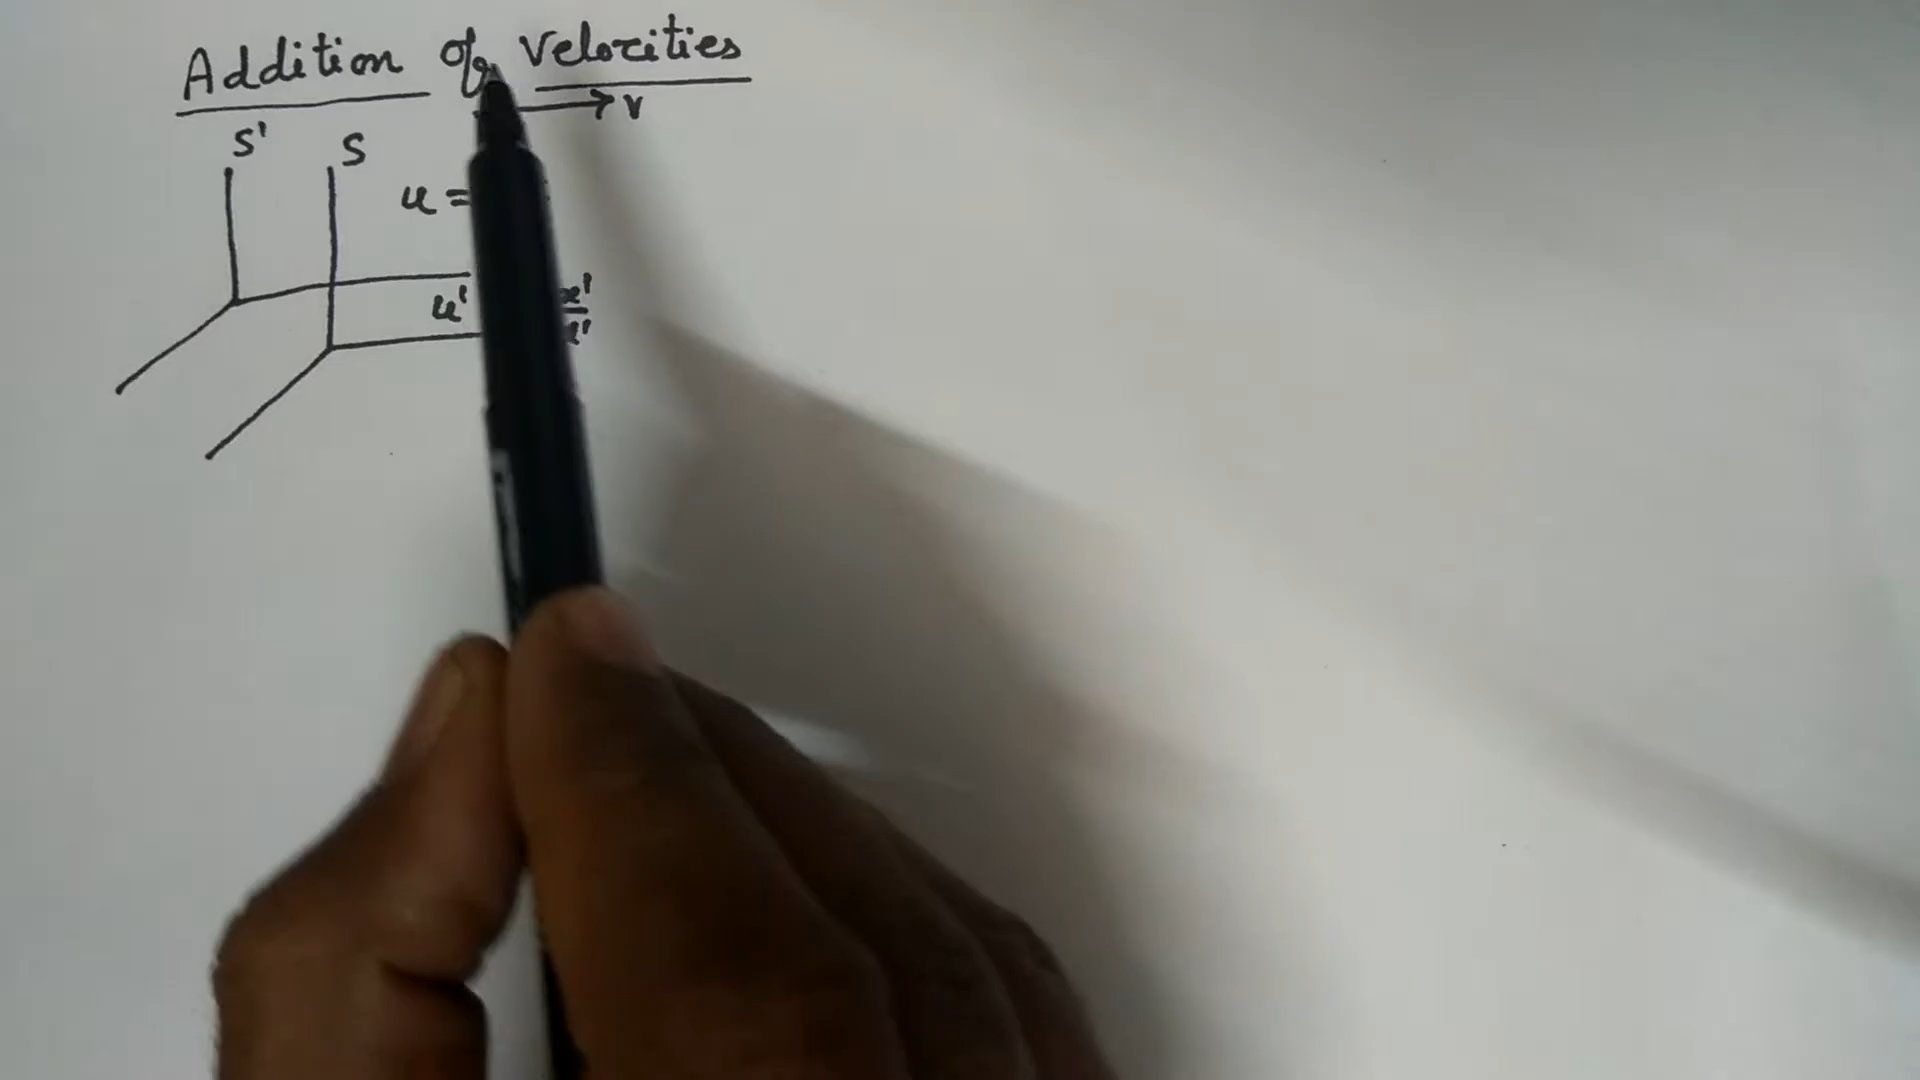 Addition of Velocities
→ v
S' S
u =
u' x'